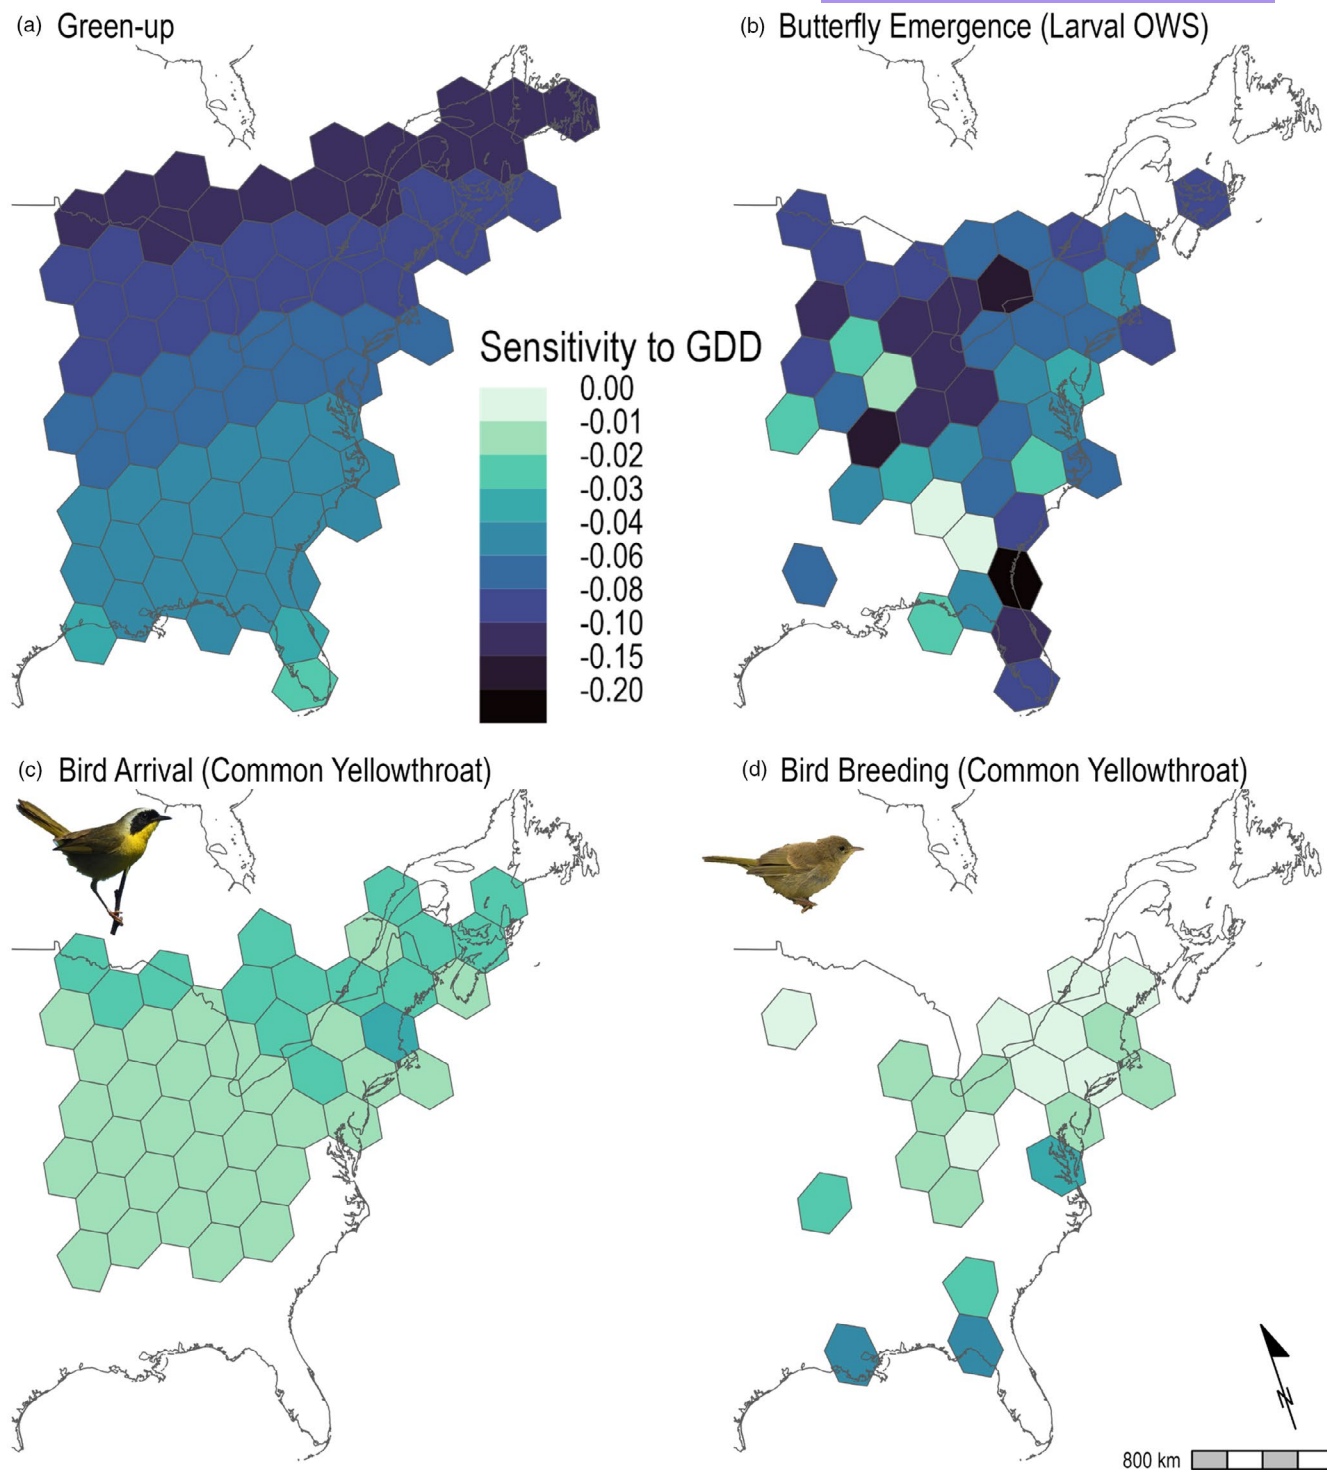 (a) Green-up
(b) Butterfly Emergence (Larval OWS)
Sensitivity to GDD
0.00
-0.01
-0.02
-0.03
-0.04
-0.06
-0.08
-0.10
-0.15
-0.20
(c) Bird Arrival (Common Yellowthroat)
(d) Bird Breeding (Common Yellowthroat)
N
800 km